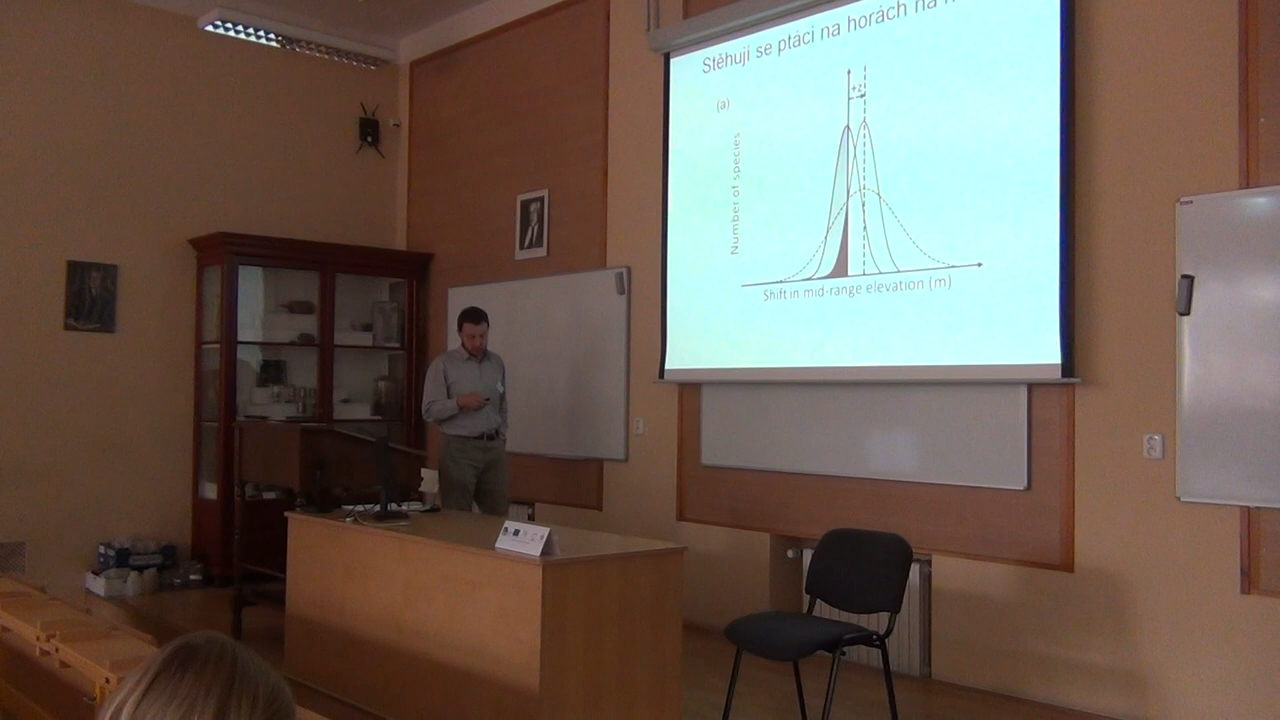 Stěhují se ptáci na horách na
(a)
+z
Number of species
Shift in mid-range elevation (m)